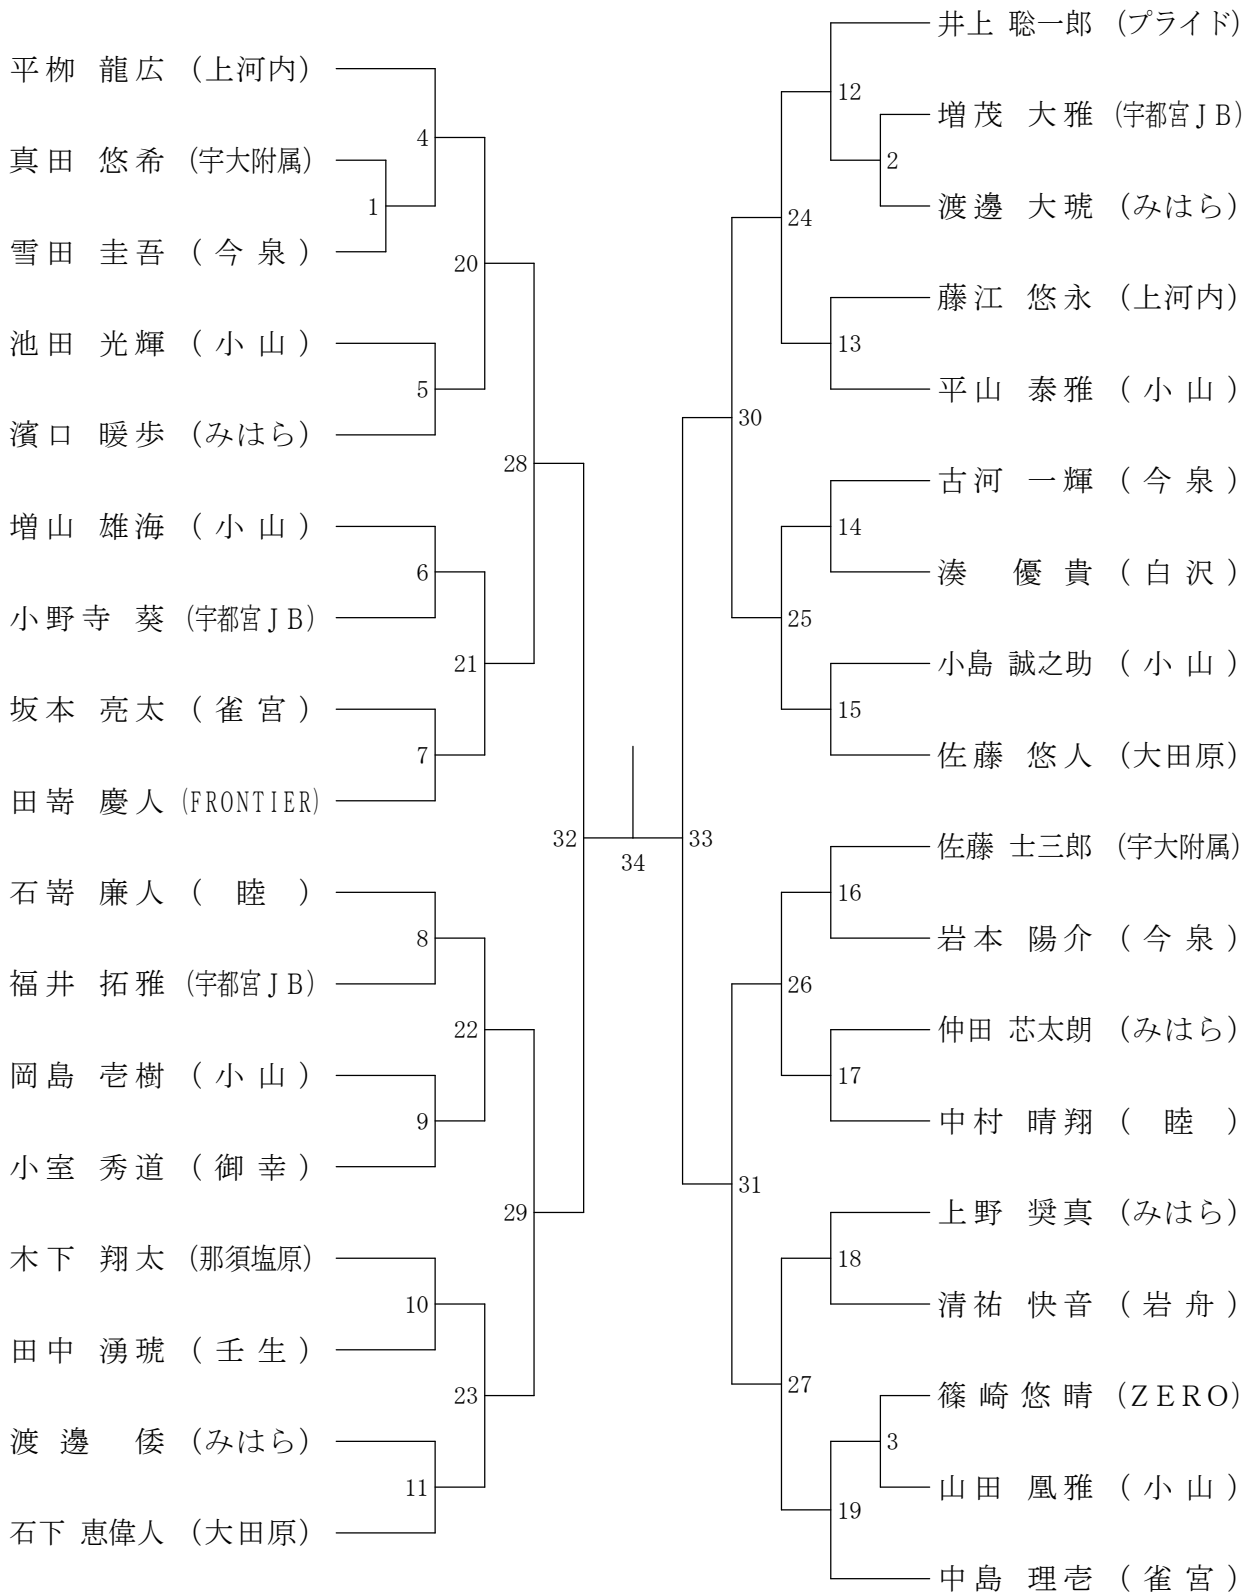 平栁 龍広 (上河内)
真田 悠希 (宇大附属)
雪田 圭吾 (今泉)
池田 光輝 (小山)
濱口 暖歩 (みはら)
増山 雄海 (小山)
小野寺 葵 (宇都宮JB)
坂本 亮太 (雀宮)
田嵜 慶人 (FRONTIER)
石嵜 廉人 (睦)
福井 拓雅 (宇都宮JB)
岡島 壱樹 (小山)
小室 秀道 (御幸)
木下 翔太 (那須塩原)
田中 湧琥 (壬生)
渡邊 倭 (みはら)
石下 恵偉人 (大田原)
1
4
5
6
7
8
9
10
11
20
21
22
23
28
29
32
34
33
30
31
24
25
26
27
12
13
14
15
16
17
18
19
2
3
井上 聡一郎 (プライド)
増茂 大雅 (宇都宮JB)
渡邊 大琥 (みはら)
藤江 悠永 (上河内)
平山 泰雅 (小山)
古河 一輝 (今泉)
湊 優貴 (白沢)
小島 誠之助 (小山)
佐藤 悠人 (大田原)
佐藤 士三郎 (宇大附属)
岩本 陽介 (今泉)
仲田 芯太朗 (みはら)
中村 晴翔 (睦)
上野 奨真 (みはら)
清祐 快音 (岩舟)
篠崎 悠晴 (ZERO)
山田 凰雅 (小山)
中島 理壱 (雀宮)